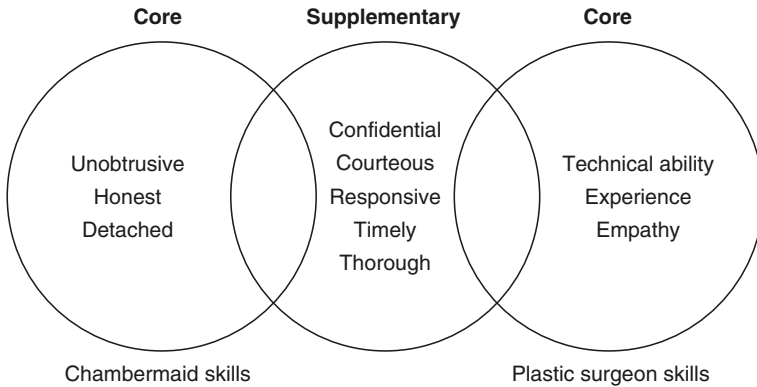 Core
Supplementary
Core
Unobtrusive
Honest
Detached
Confidential
Courteous
Responsive
Timely
Thorough
Technical ability
Experience
Empathy
Chambermaid skills
Plastic surgeon skills